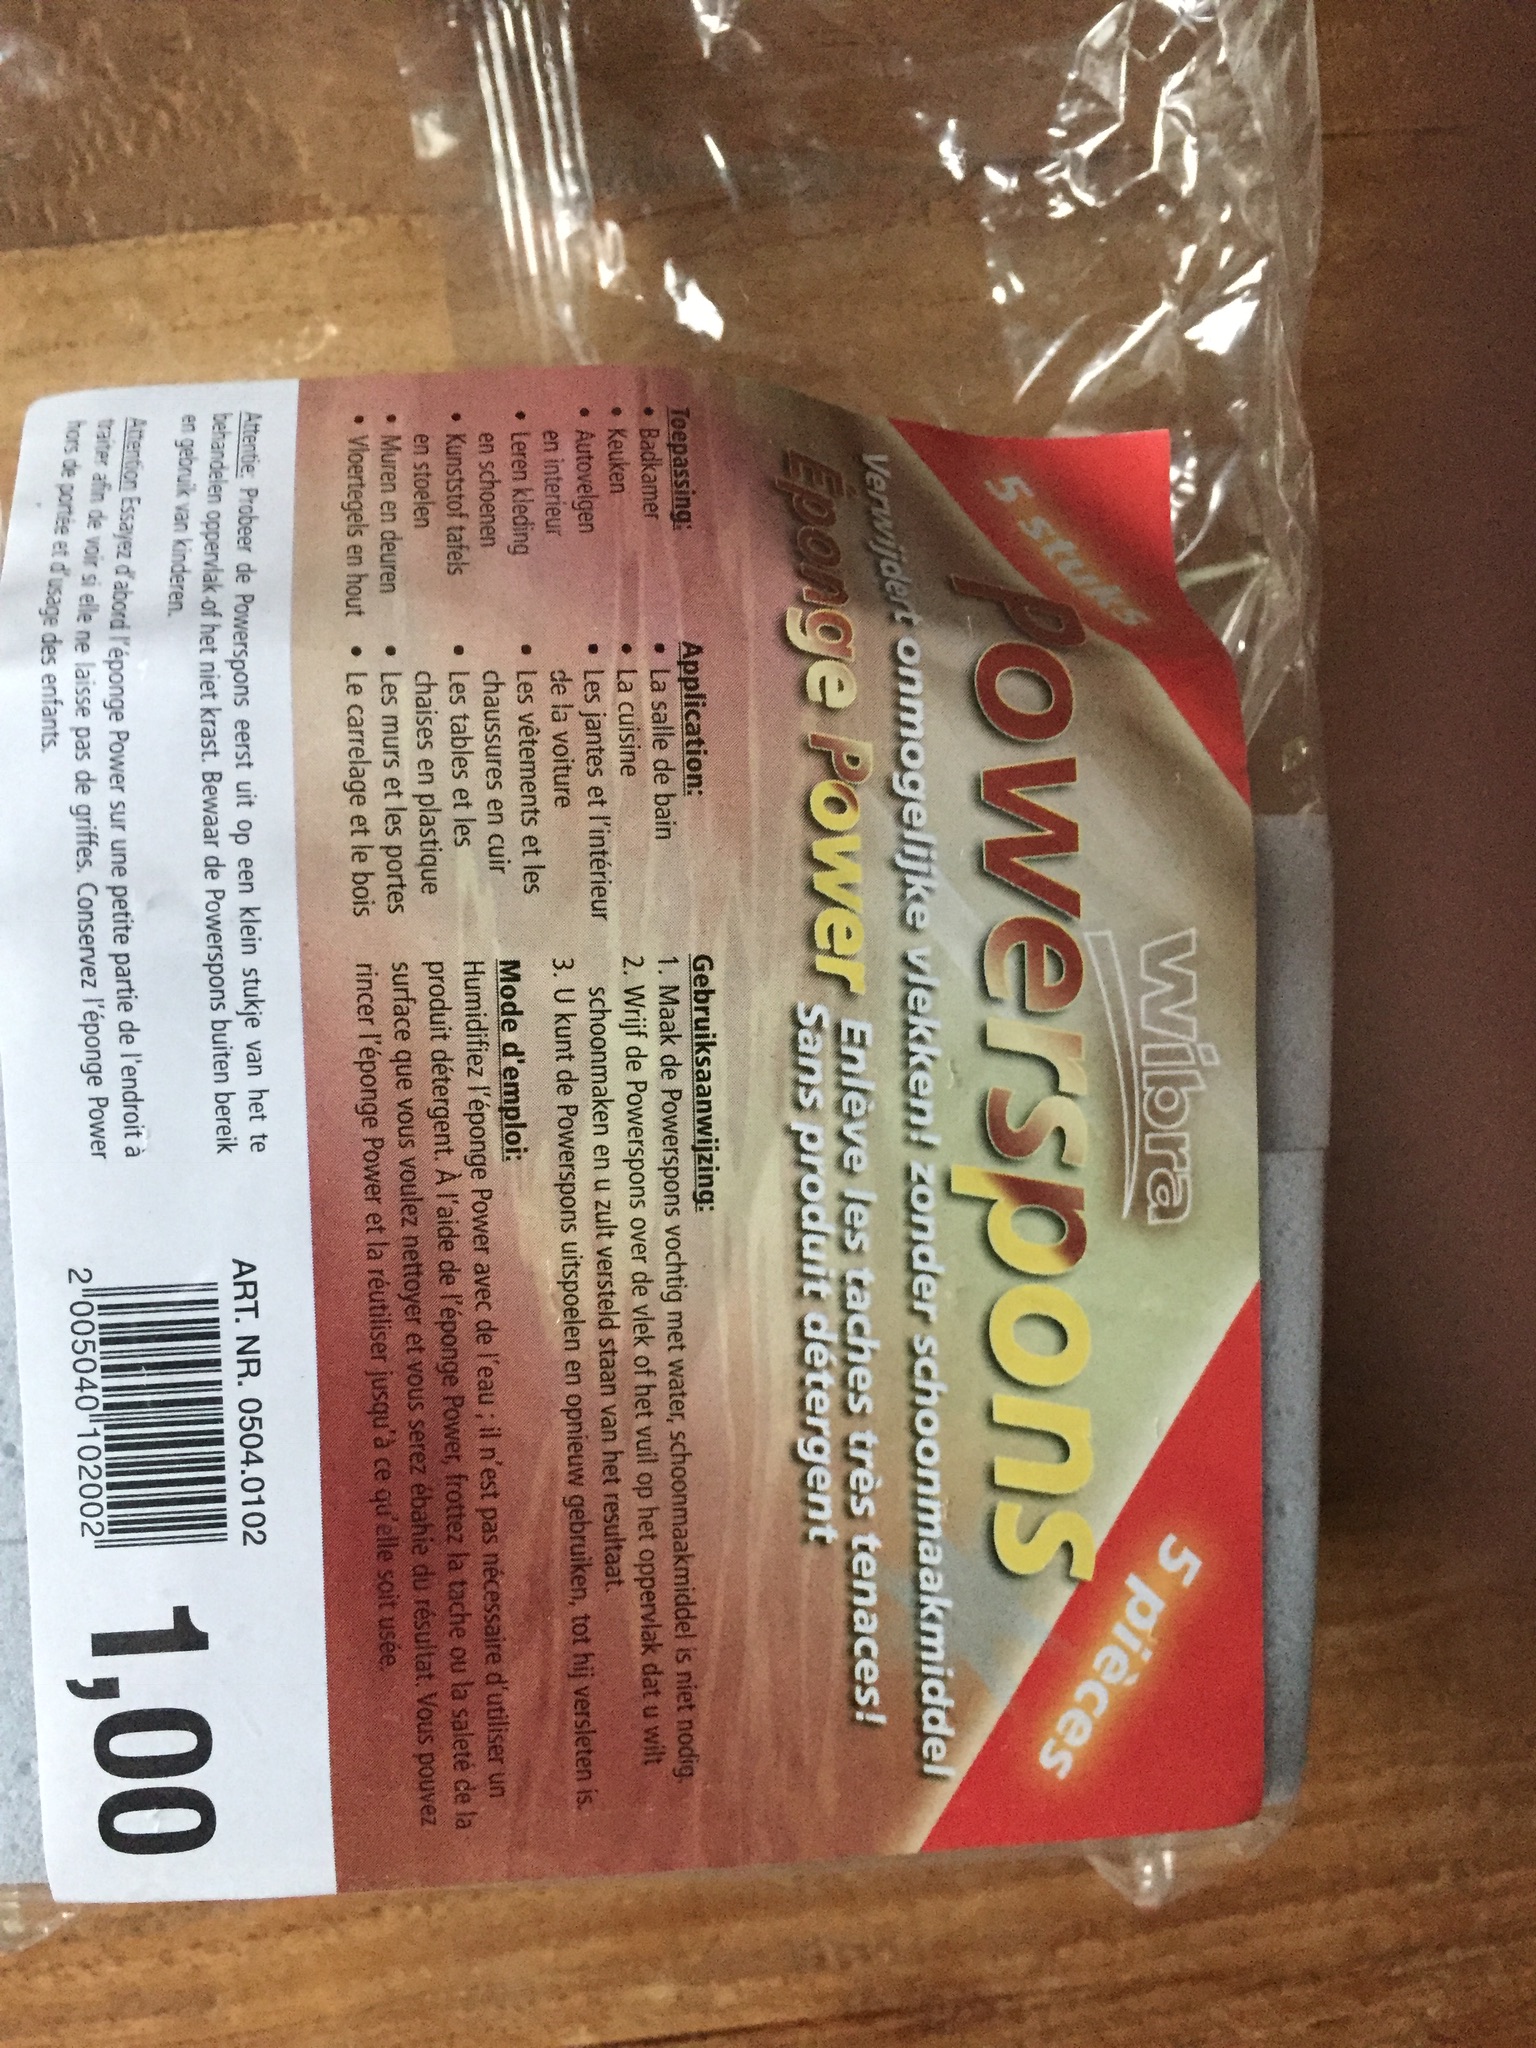 wibra
5 stuks
5 pièces
Powerspons
Verwijdert onmogelijke vlekken! zonder schoonmaakmiddel
Éponge Power Enlève les taches très tenaces!
Sans produit détergent
Toepassing:
• Badkamer
• Keuken
• Autovelgen
en interieur
• Leren kleding
en schoenen
• Kunststof tafels
en stoelen
• Muren en deuren
• Vloertegels en hout
Application:
• La salle de bain
• La cuisine
• Les jantes et l'intérieur
de la voiture
• Les vêtements et les
chaussures en cuir
• Les tables et les
chaises en plastique
• Les murs et les portes
• Le carrelage et le bois
Gebruiksaanwijzing:
1. Maak de Powerspons vochtig met water, schoonmaakmiddel is niet nodig.
2. Wrijf de Powerspons over de vlek of het vuil op het oppervlak dat u wilt
schoonmaken en u zult versteld staan van het resultaat.
3. U kunt de Powerspons uitspoelen en opnieuw gebruiken, tot hij versleten is.
Mode d'emploi:
Humidifiez l'éponge Power avec de l'eau ; il n'est pas nécessaire d'utiliser un
produit détergent. À l'aide de l'éponge Power, frottez la tache ou la saleté de la
surface que vous voulez nettoyer et vous serez ébahie du résultat. Vous pouvez
rincer l'éponge Power et la réutiliser jusqu'à ce qu'elle soit usée.
Attentie: Probeer de Powerspons eerst uit op een klein stukje van het te
behandelen oppervlak of het niet krast. Bewaar de Powerspons buiten bereik
en gebruik van kinderen.
Attention Essayez d'abord l'éponge Power sur une petite partie de l'endroit à
traiter afin de voir si elle ne laisse pas de griffes. Conservez l'éponge Power
hors de portée et d'usage des enfants.
ART. NR. 0504.0102
2 005040 102002
1,00